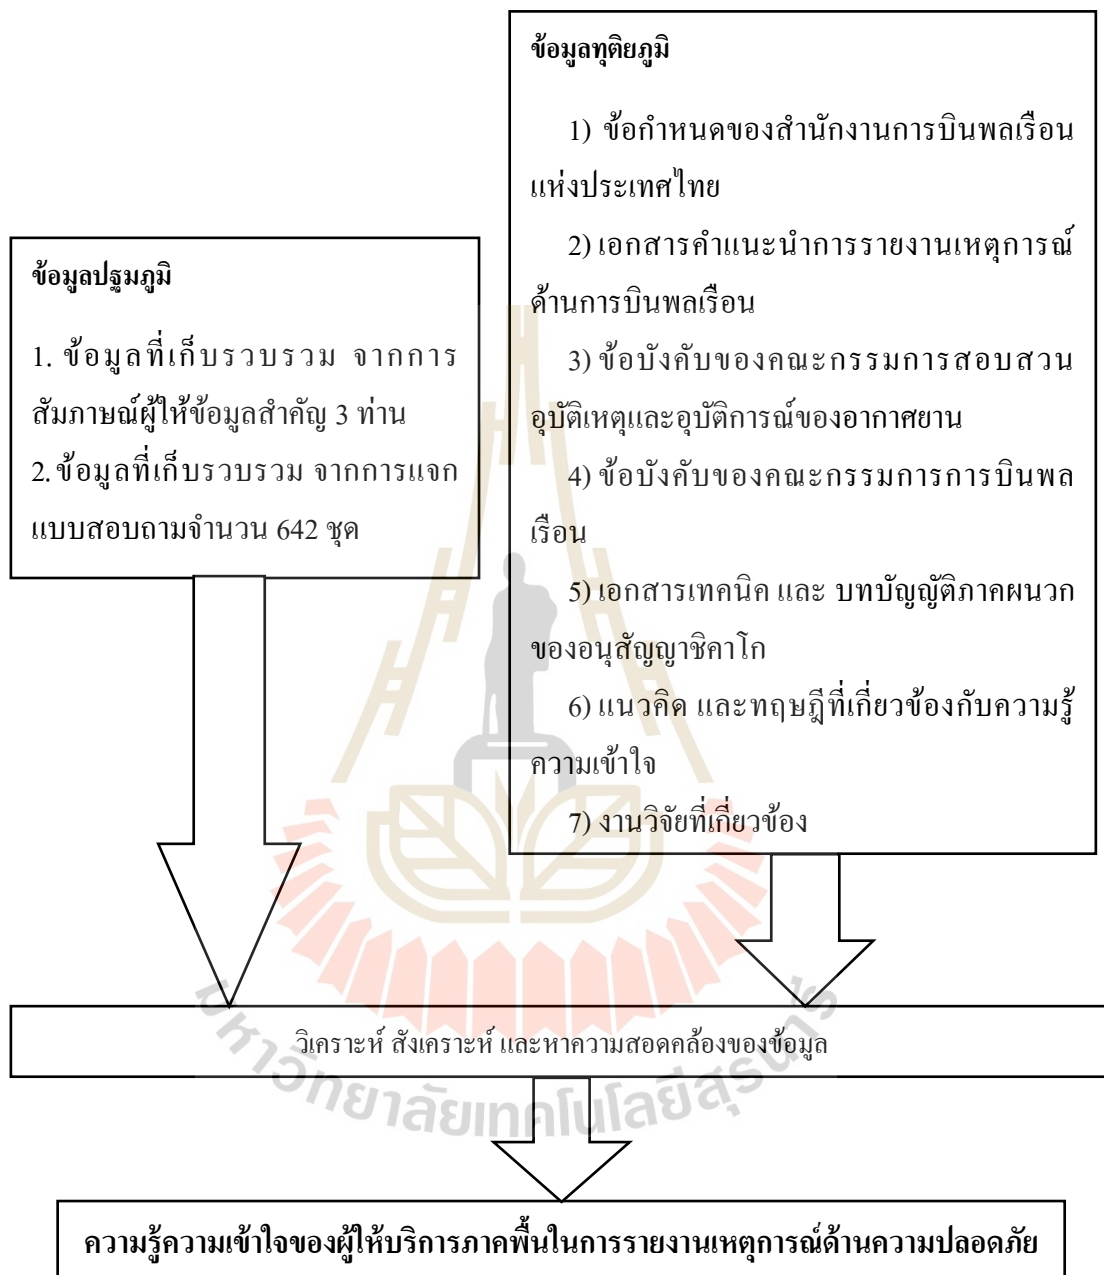 ข้อมูลทุติยภูมิ
1) ข้อกำหนดของสำนักงานการบินพลเรือน
แห่งประเทศไทย
2) เอกสารคำแนะนำการรายงานเหตุการณ์
ด้านการบินพลเรือน
3) ข้อบังคับของคณะกรรมการสอบสวน
อุบัติเหตุและอุบัติการณ์ของอากาศยาน
4) ข้อบังคับของคณะกรรมการการบินพล
เรือน
5) เอกสารเทคนิค และ บทบัญญัติภาคผนวก
ของอนุสัญญาชิคาโก
6) แนวคิด และทฤษฎีที่เกี่ยวข้องกับความรู้
ความเข้าใจ
7) งานวิจัยที่เกี่ยวข้อง
ข้อมูลปฐมภูมิ
1. ข้อมูลที่เก็บรวบรวม จากการ
สัมภาษณ์ผู้ให้ข้อมูลสำคัญ 3 ท่าน
2. ข้อมูลที่เก็บรวบรวม จากการแจก
แบบสอบถามจำนวน 642 ชุด
วิเคราะห์ สังเคราะห์ และหาความสอดคล้องของข้อมูล
มหาวิทยาลัยเทคโนโลยีสุรนารี
ความรู้ความเข้าใจของผู้ให้บริการภาคพื้นในการรายงานเหตุการณ์ด้านความปลอดภัย